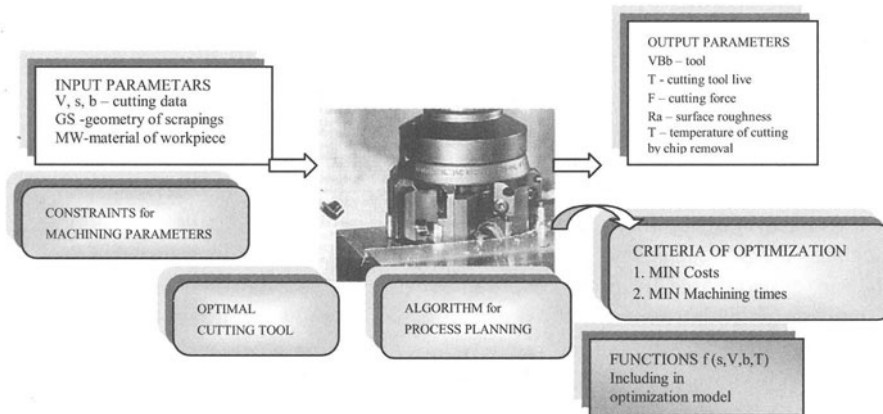 INPUT PARAMETARS
V, s, b – cutting data
GS -geometry of scrapings
MW-material of workpiece
OUTPUT PARAMETERS
VBb – tool
T - cutting tool live
F – cutting force
Ra – surface roughness
T – temperature of cutting
by chip removal
CONSTRAINTS for
MACHINING PARAMETERS
OPTIMAL
CUTTING TOOL
ALGORITHM for
PROCESS PLANNING
CRITERIA OF OPTIMIZATION
1. MIN Costs
2. MIN Machining times
FUNCTIONS f (s,V,b,T)
Including in
optimization model